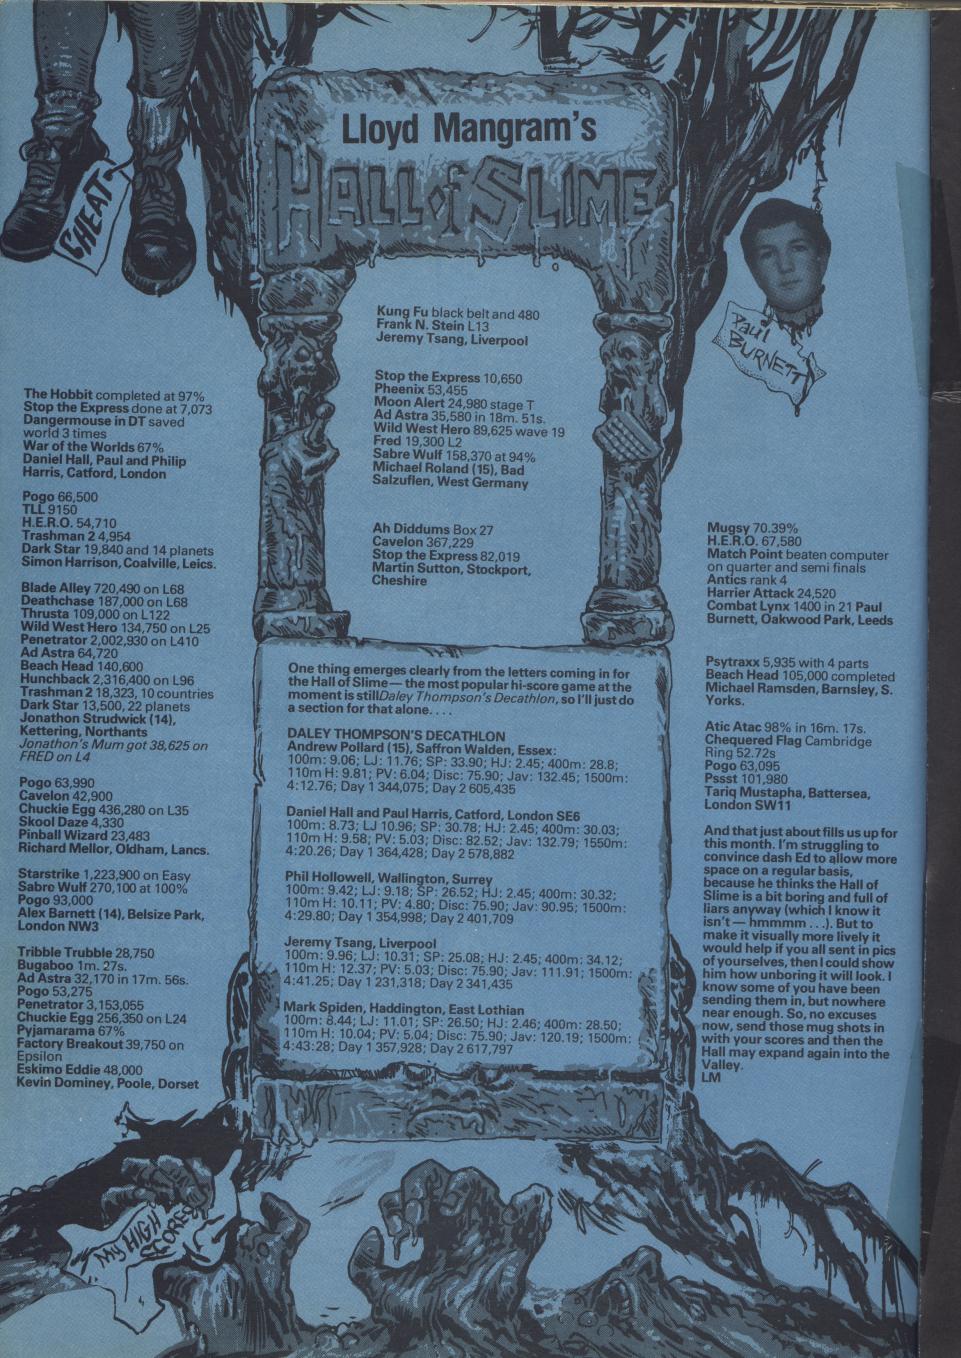 Lloyd Mangram's
HALL of SLIME
CHEAT
Paul
BURNETT
The Hobbit completed at 97%
Stop the Express done at 7,073
Dangermouse in DT saved
world 3 times
War of the Worlds 67%
Daniel Hall, Paul and Philip
Harris, Catford, London
Pogo 66,500
TLL 9150
H.E.R.O. 54,710
Trashman 2 4,954
Dark Star 19,840 and 14 planets
Simon Harrison, Coalville, Leics.
Blade Alley 720,490 on L68
Deathchase 187,000 on L68
Thrusta 109,000 on L122
Wild West Hero 134,750 on L25
Penetrator 2,002,930 on L410
Ad Astra 64,720
Beach Head 140,600
Hunchback 2,316,400 on L96
Trashman 2 18,323, 10 countries
Dark Star 13,500, 22 planets
Jonathon Strudwick (14),
Kettering, Northants
Jonathon's Mum got 38,625 on
FRED on L4
Pogo 63,990
Cavelon 42,900
Chuckie Egg 436,280 on L35
Skool Daze 4,330
Pinball Wizard 23,483
Richard Mellor, Oldham, Lancs.
Starstrike 1,223,900 on Easy
Sabre Wulf 270,100 at 100%
Pogo 93,000
Alex Barnett (14), Belsize Park,
London NW3
Tribble Trubble 28,750
Bugaboo 1m. 27s.
Ad Astra 32,170 in 17m. 56s.
Pogo 53,275
Penetrator 3,153,055
Chuckie Egg 256,350 on L24
Pyjamarama 67%
Factory Breakout 39,750 on
Epsilon
Eskimo Eddie 48,000
Kevin Dominey, Poole, Dorset
Kung Fu black belt and 480
Frank N. Stein L13
Jeremy Tsang, Liverpool
Stop the Express 10,650
Pheenix 53,455
Moon Alert 24,980 stage T
Ad Astra 35,580 in 18m. 51s.
Wild West Hero 89,625 wave 19
Fred 19,300 L2
Sabre Wulf 158,370 at 94%
Michael Roland (15), Bad
Salzuflen, West Germany
Ah Diddums Box 27
Cavelon 367,229
Stop the Express 82,019
Martin Sutton, Stockport,
Cheshire
One thing emerges clearly from the letters coming in for
the Hall of Slime — the most popular hi-score game at the
moment is still Daley Thompson's Decathlon, so I'll just do
a section for that alone. . . .
DALEY THOMPSON'S DECATHLON
Andrew Pollard (15), Saffron Walden, Essex:
100m: 9.06; LJ: 11.76; SP: 33.90; HJ: 2.45; 400m: 28.8;
110m H: 9.81; PV: 6.04; Disc: 75.90; Jav: 132.45; 1500m:
4:12.76; Day 1 344,075; Day 2 605,435
Daniel Hall and Paul Harris, Catford, London SE6
100m: 8.73; LJ 10.96; SP: 30.78; HJ: 2.45; 400m: 30.03;
110m H: 9.58; PV: 5.03; Disc: 82.52; Jav: 132.79; 1550m:
4:20.26; Day 1 364,428; Day 2 578,882
Phil Hollowell, Wallington, Surrey
100m: 9.42; LJ: 9.18; SP: 26.52; HJ: 2.45; 400m: 30.32;
110m H: 10.11; PV: 4.80; Disc: 75.90; Jav: 90.95; 1500m:
4:29.80; Day 1 354,998; Day 2 401,709
Jeremy Tsang, Liverpool
100m: 9.96; LJ: 10.31; SP: 25.08; HJ: 2.45; 400m: 34.12;
110m H: 12.37; PV: 5.03; Disc: 75.90; Jav: 111.91; 1500m:
4:41.25; Day 1 231,318; Day 2 341,435
Mark Spiden, Haddington, East Lothian
100m: 8.44; LJ: 11.01; SP: 26.50; HJ: 2.46; 400m: 28.50;
110m H: 10.04; PV: 5.04; Disc: 75.90; Jav: 120.19; 1500m:
4:43:28; Day 1 357,928; Day 2 617,797
Mugsy 70.39%
H.E.R.O. 67,580
Match Point beaten computer
on quarter and semi finals
Antics rank 4
Harrier Attack 24,520
Combat Lynx 1400 in 21 Paul
Burnett, Oakwood Park, Leeds
Psytraxx 5,935 with 4 parts
Beach Head 105,000 completed
Michael Ramsden, Barnsley, S.
Yorks.
Atic Atac 98% in 16m. 17s.
Chequered Flag Cambridge
Ring 52.72s
Pogo 63,095
Pssst 101,980
Tariq Mustapha, Battersea,
London SW11
And that just about fills us up for
this month. I'm struggling to
convince dash Ed to allow more
space on a regular basis,
because he thinks the Hall of
Slime is a bit boring and full of
liars anyway (which I know it
isn't — hmmmm . . .). But to
make it visually more lively it
would help if you all sent in pics
of yourselves, then I could show
him how unboring it will look. I
know some of you have been
sending them in, but nowhere
near enough. So, no excuses
now, send those mug shots in
with your scores and then the
Hall may expand again into the
Valley.
LM
My HIGH
SCORES